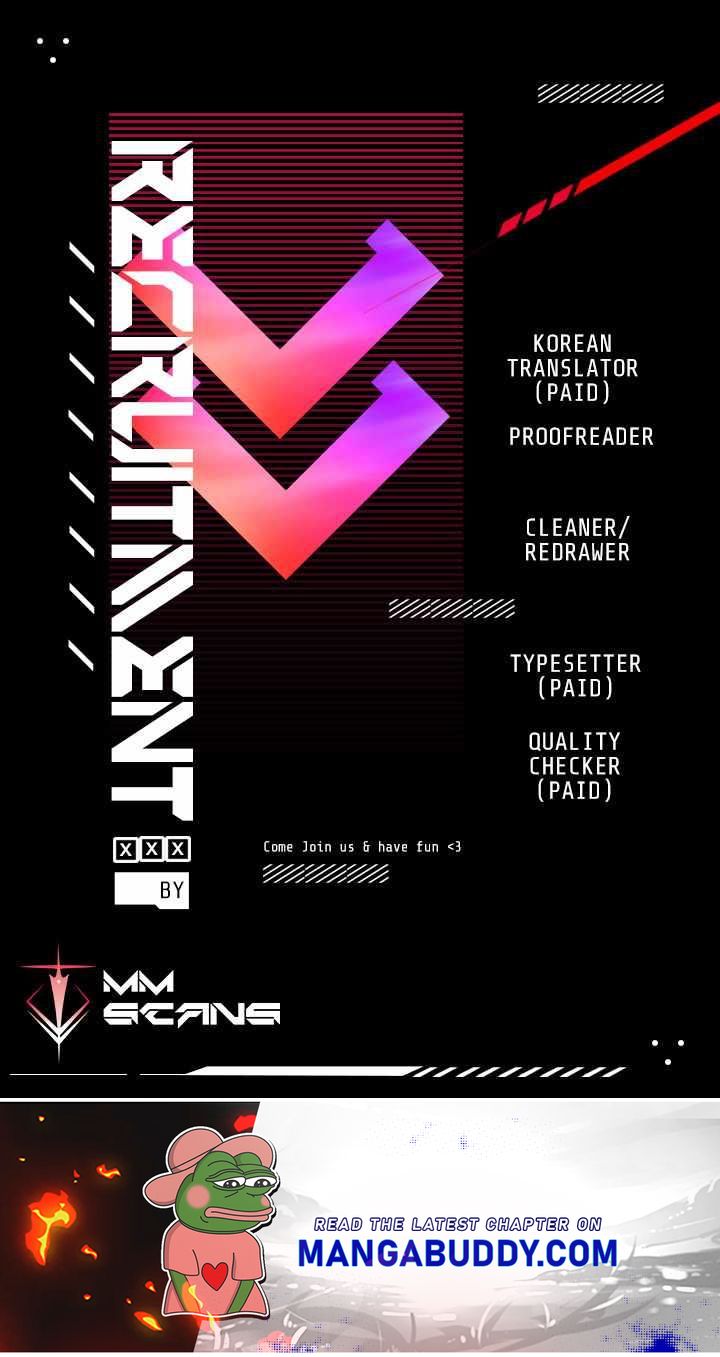 RECRUITMENT
KOREAN
TRANSLATOR
(PAID)
PROOFREADER
CLEANER/
REDRAWER
TYPESETTER
(PAID)
QUALITY
CHECKER
(PAID)
XXX
Come Join us & have fun <3
BY
MM
SCANS
READ THE LATEST CHAPTER ON
MANGABUDDY.COM